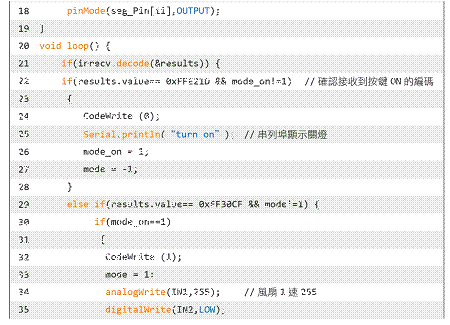 18 pinMode(seg_Pin[ii],OUTPUT);
19 }
20 void loop() {
21 if(irrecv.decode(&results)) {
22 if(results.value== 0xFF621D && mode_on!=1) //確認接收到按鍵 ON 的編碼
23 {
24 CodeWrite (0);
25 Serial.println( “turn on” ); //串列埠顯示關燈
26 mode_on = 1;
27 mode = -1;
28 }
29 else if(results.value== 0xFF30CF && mode!=1) {
30 if(mode_on==1)
31 {
32 CodeWrite (1);
33 mode = 1;
34 analogWrite(IN1,255); //風扇 1 速 255
35 digitalWrite(IN2,LOW);